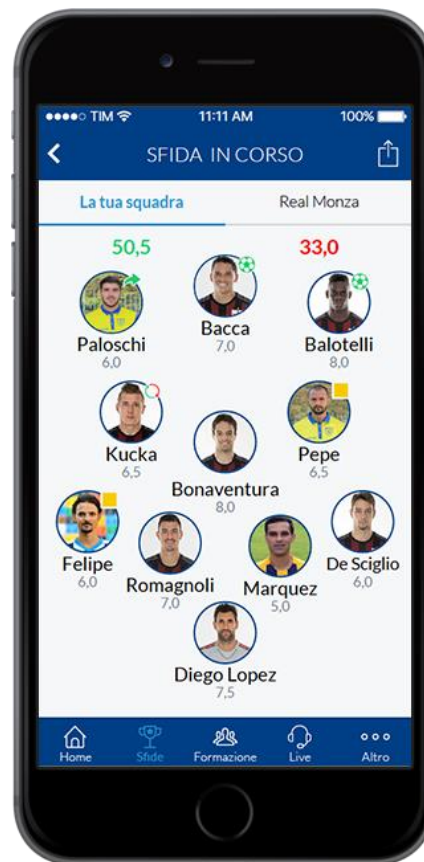 TIM 11:11 AM 100%
SFIDA IN CORSO
La tua squadra Real Monza
50,5 33,0
Paloschi Bacca Balotelli
6,0 7,0 8,0
Kucka Pepe
6,5 6,5
Bonaventura
8,0
Felipe De Sciglio
6,0 6,0
Romagnoli Marquez
7,0 5,0
Diego Lopez
7,5
Home Sfide Formazione Live Altro